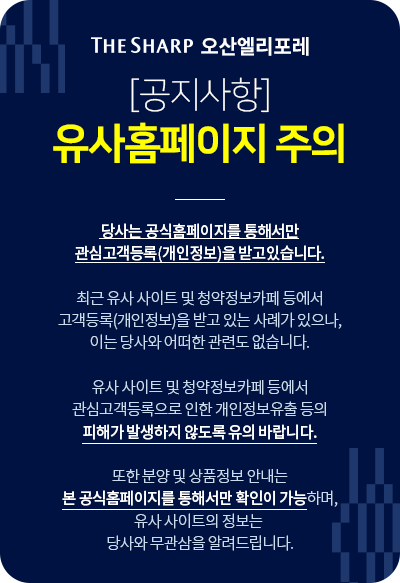 THE SHARP 오산엘리포레
[공지사항]
유사홈페이지 주의
당사는 공식홈페이지를 통해서만
관심고객등록(개인정보)을 받고있습니다.
최근 유사 사이트 및 청약정보카페 등에서
고객등록(개인정보)을 받고 있는 사례가 있으나,
이는 당사와 어떠한 관련도 없습니다.
유사 사이트 및 청약정보카페 등에서
관심고객등록으로 인한 개인정보유출 등의
피해가 발생하지 않도록 유의 바랍니다.
또한 분양 및 상품정보 안내는
본 공식홈페이지를 통해서만 확인이 가능하며,
유사 사이트의 정보는
당사와 무관삼을 알려드립니다.